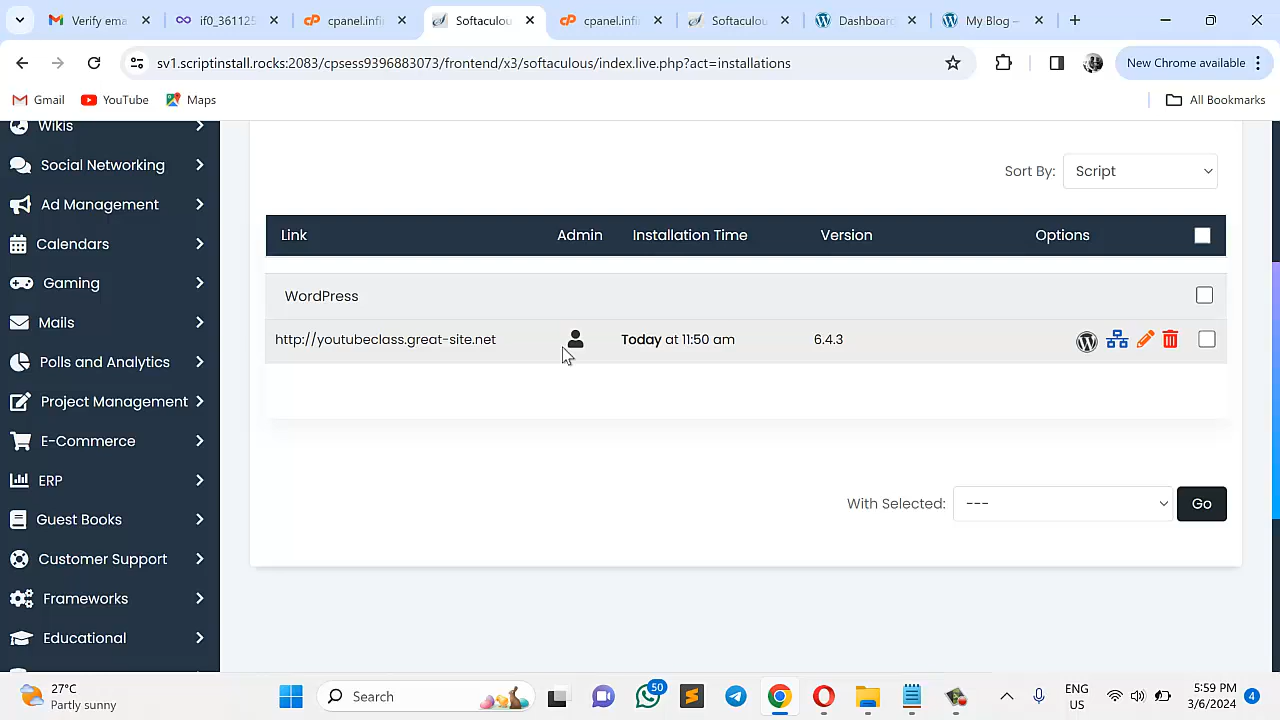 Verify ema
if0_361125
cpanel.infi
Softaculou
cpanel.infi
Softaculou
Dashboard
My Blog –
sv1.scriptinstall.rocks:2083/cpsess9396883073/frontend/x3/softaculous/index.live.php?act=installations
New Chrome available
Gmail
YouTube
Maps
All Bookmarks
Wikis
Social Networking
Ad Management
Calendars
Gaming
Mails
Polls and Analytics
Project Management
E-Commerce
ERP
Guest Books
Customer Support
Frameworks
Educational
Sort By: Script
Link Admin Installation Time Version Options
WordPress
http://youtubeclass.great-site.net Today at 11:50 am 6.4.3
With Selected: --- Go
27°C
Partly sunny
Search
50
ENG
US
5:59 PM
3/6/2024
4